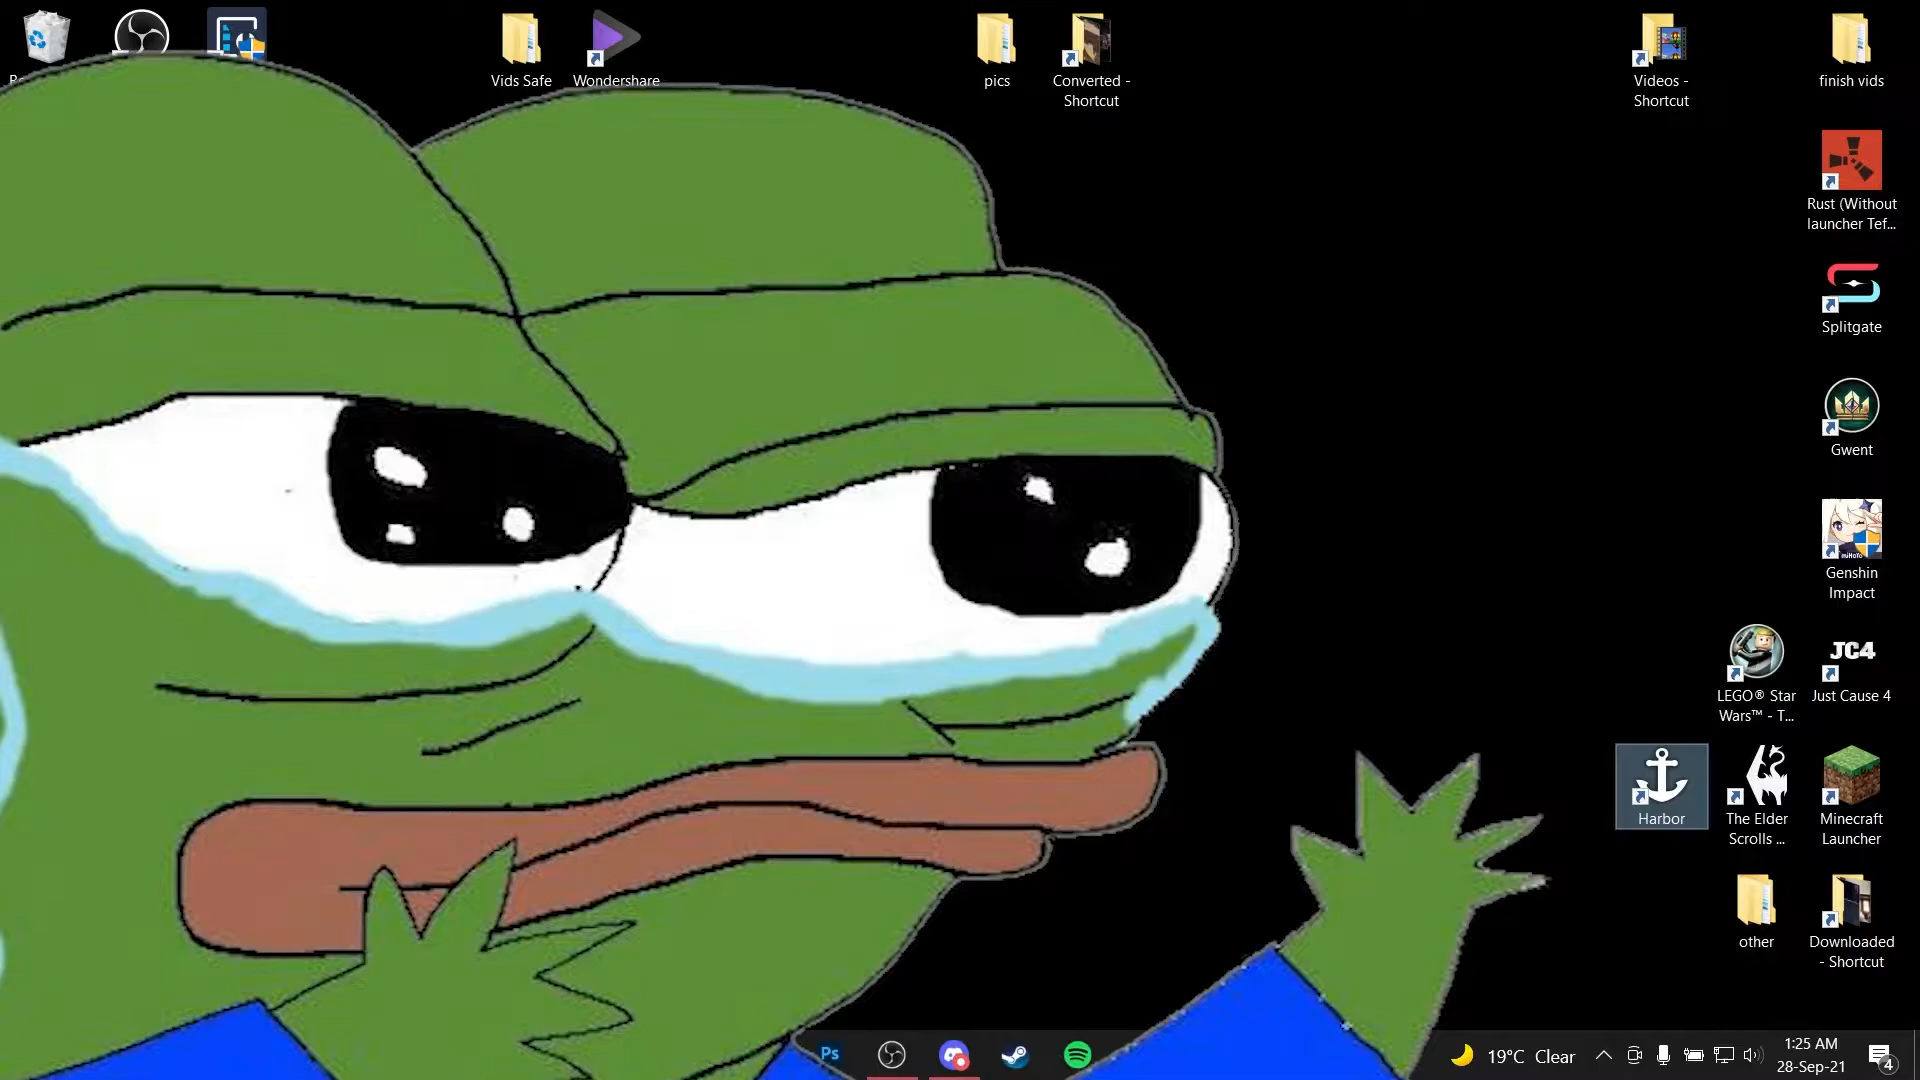 Vids Safe
Wondershare
pics
Converted -
Shortcut
Videos -
Shortcut
finish vids
Rust (Without
launcher Tef...
Splitgate
Gwent
miHoYo
Genshin
Impact
LEGO® Star
Wars™ - T...
JC4
Just Cause 4
Harbor
The Elder
Scrolls ...
Minecraft
Launcher
other
Downloaded
- Shortcut
Ps
19°C Clear
1:25 AM
28-Sep-21
4